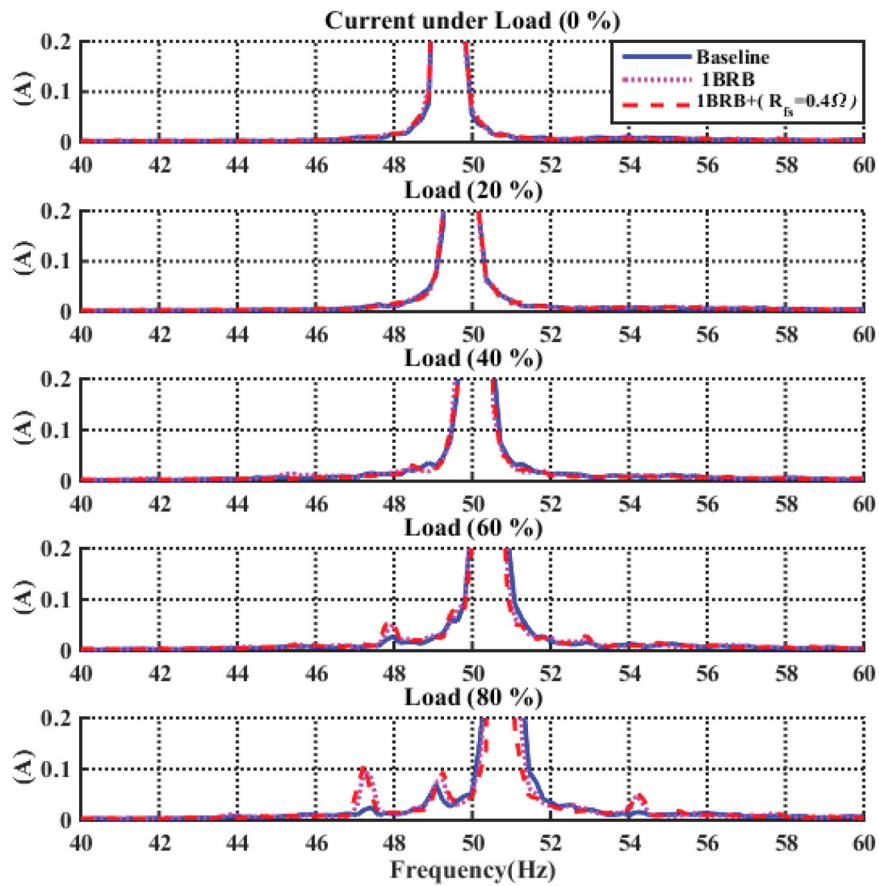 Current under Load (0 %)
0.2
0.1
0
(A)
Baseline
1BRB
1BRB+( R_fs=0.4Ω )
40 42 44 46 48 50 52 54 56 58 60
Load (20 %)
0.2
0.1
0
(A)
40 42 44 46 48 50 52 54 56 58 60
Load (40 %)
0.2
0.1
0
(A)
40 42 44 46 48 50 52 54 56 58 60
Load (60 %)
0.2
0.1
0
(A)
40 42 44 46 48 50 52 54 56 58 60
Load (80 %)
0.2
0.1
0
(A)
40 42 44 46 48 50 52 54 56 58 60
Frequency(Hz)